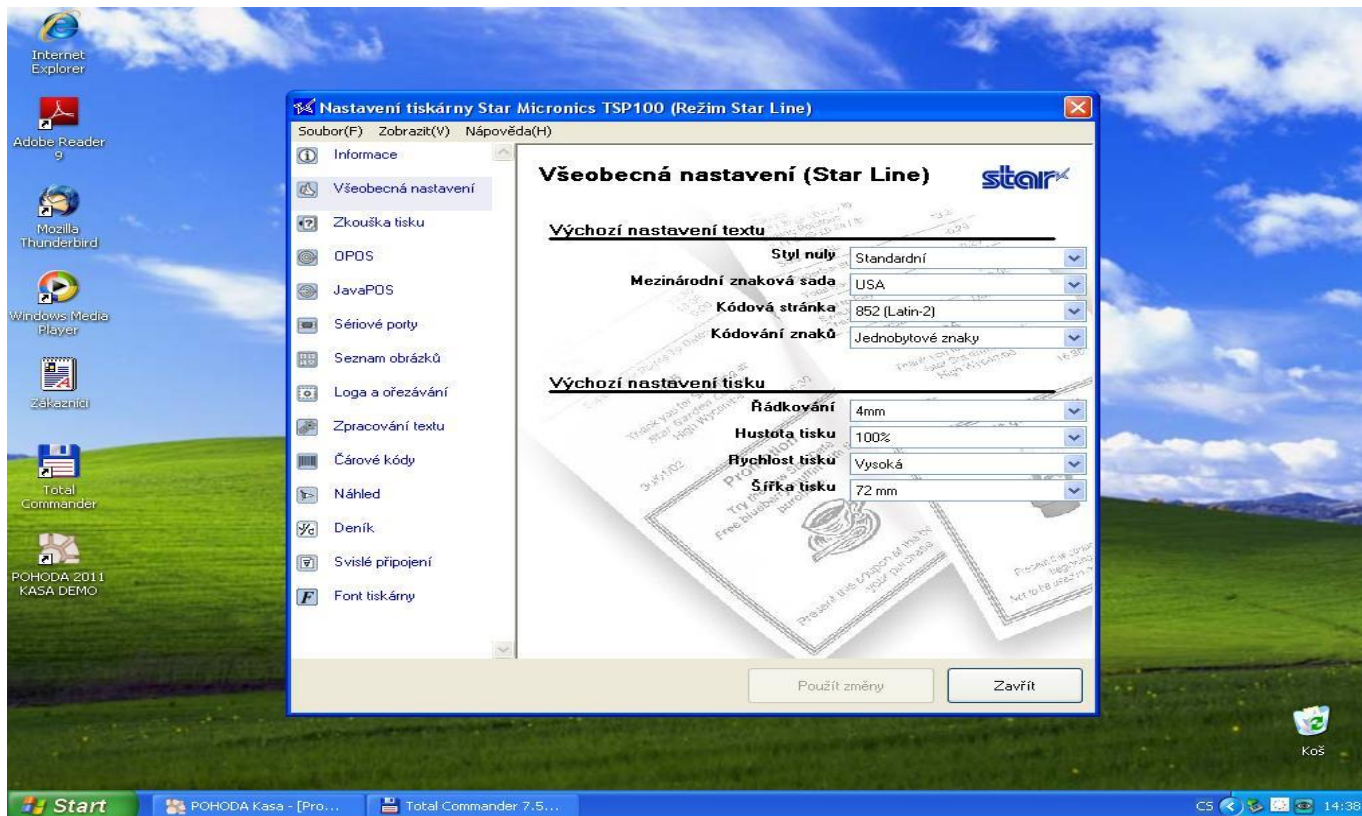 Internet
Explorer
Adobe Reader
9
Mozilla
Thunderbird
Windows Media
Player
Zákazníci
Total
Commander
POHODA 2011
KASA DEMO
Nastavení tiskárny Star Micronics TSP100 (Režim Star Line)
Soubor(F) Zobrazit(V) Nápověda(H)
Informace
Všeobecná nastavení
Zkouška tisku
OPOS
JavaPOS
Sériové porty
Seznam obrázků
Loga a ořezávání
Zpracování textu
Čárové kódy
Náhled
Deník
Svislé připojení
Font tiskárny
Všeobecná nastavení (Star Line)
star
Výchozí nastavení textu
Styl nuly Standardní
Mezinárodní znaková sada USA
Kódová stránka 852 (Latin-2)
Kódování znaků Jednobytové znaky
Výchozí nastavení tisku
Řádkování 4mm
Hustota tisku 100%
Rychlost tisku Vysoká
Šířka tisku 72 mm
Použít změny Zavřít
Koš
Start POHODA Kasa - [Pro... Total Commander 7.5... CS 14:38